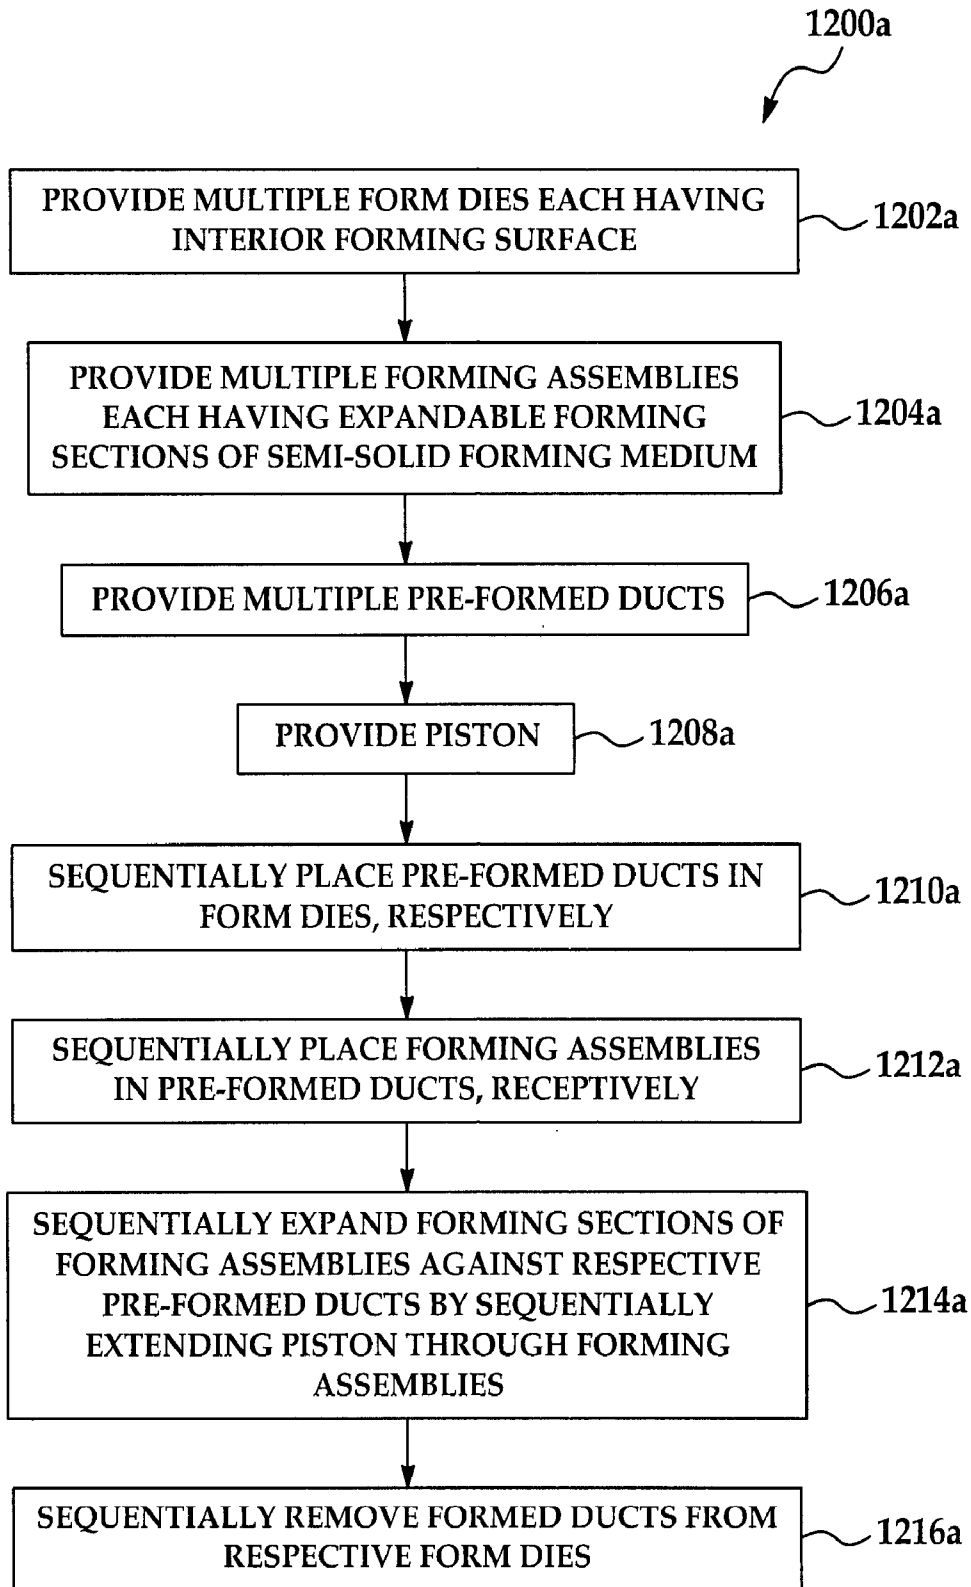 1200a
PROVIDE MULTIPLE FORM DIES EACH HAVING
INTERIOR FORMING SURFACE
1202a
PROVIDE MULTIPLE FORMING ASSEMBLIES
EACH HAVING EXPANDABLE FORMING
SECTIONS OF SEMI-SOLID FORMING MEDIUM
1204a
PROVIDE MULTIPLE PRE-FORMED DUCTS
1206a
PROVIDE PISTON
1208a
SEQUENTIALLY PLACE PRE-FORMED DUCTS IN
FORM DIES, RESPECTIVELY
1210a
SEQUENTIALLY PLACE FORMING ASSEMBLIES
IN PRE-FORMED DUCTS, RECEPTIVELY
1212a
SEQUENTIALLY EXPAND FORMING SECTIONS OF
FORMING ASSEMBLIES AGAINST RESPECTIVE
PRE-FORMED DUCTS BY SEQUENTIALLY
EXTENDING PISTON THROUGH FORMING
ASSEMBLIES
1214a
SEQUENTIALLY REMOVE FORMED DUCTS FROM
RESPECTIVE FORM DIES
1216a